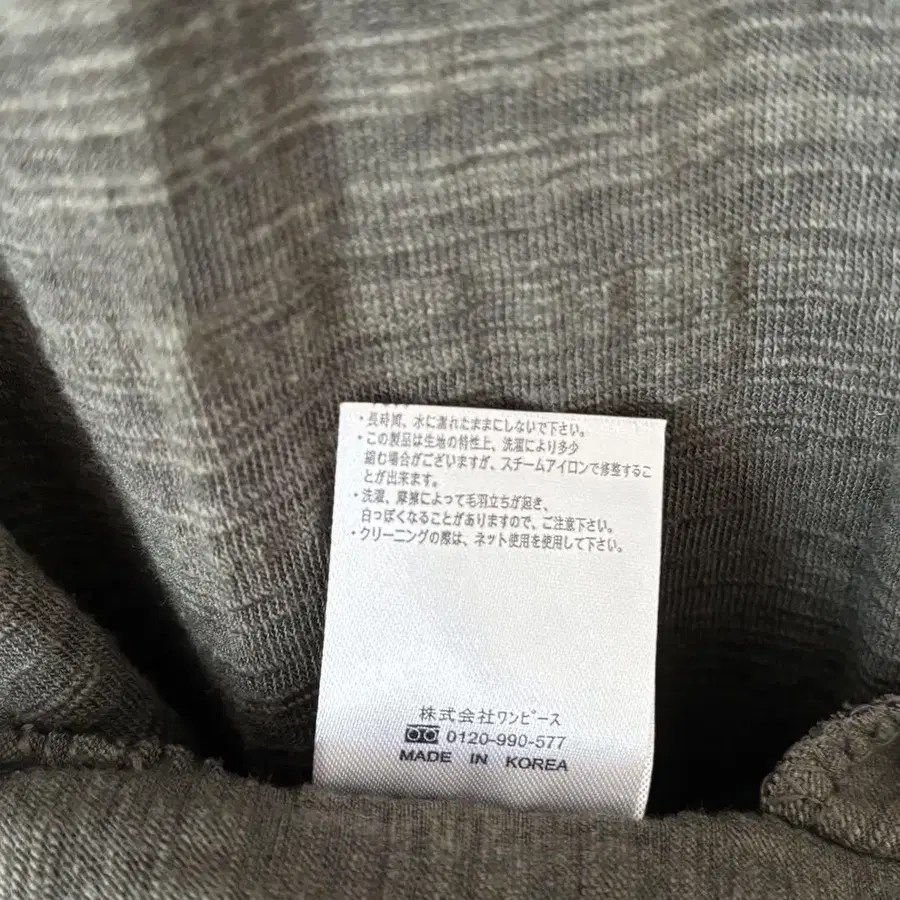 ・長時間、水に濡れたままにしないで下さい。
・この製品は生地の特性上、洗濯により多少
縮む場合がございますが、スチームアイロンで修整するこ
とが出来ます。
・洗濯、摩擦によって毛羽立ちが起き、
白っぽくなることがありますので、ご注意下さい。
・クリーニングの際は、ネット使用を使用して下さい。
株式会社ワンピース
0120-990-577
MADE IN KOREA